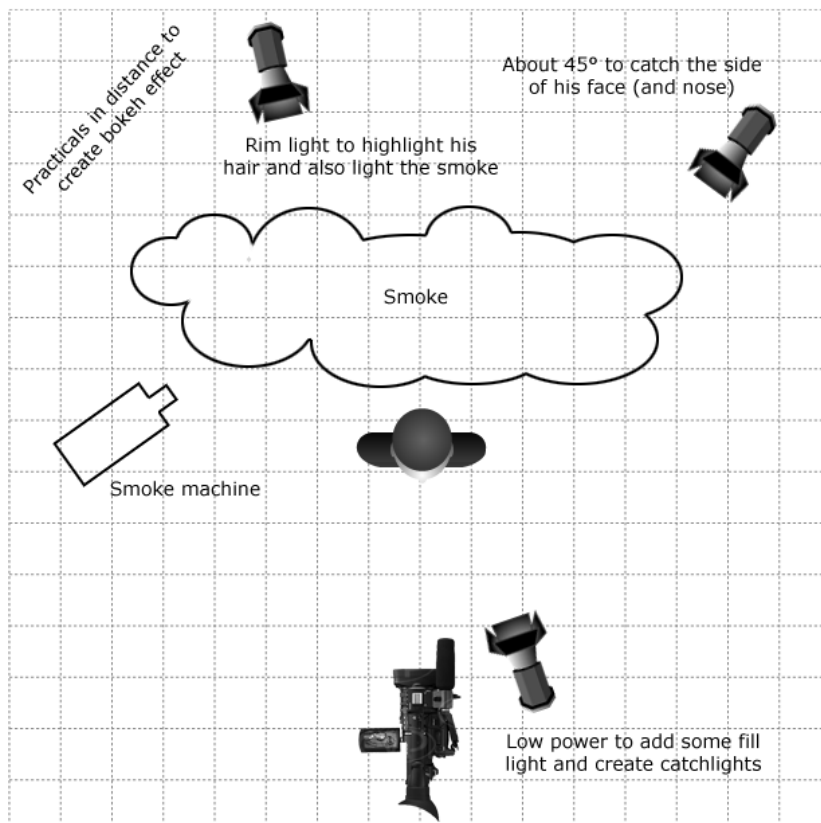 Practicals in distance to
create bokeh effect
About 45° to catch the side
of his face (and nose)
Rim light to highlight his
hair and also light the smoke
Smoke
Smoke machine
Low power to add some fill
light and create catchlights